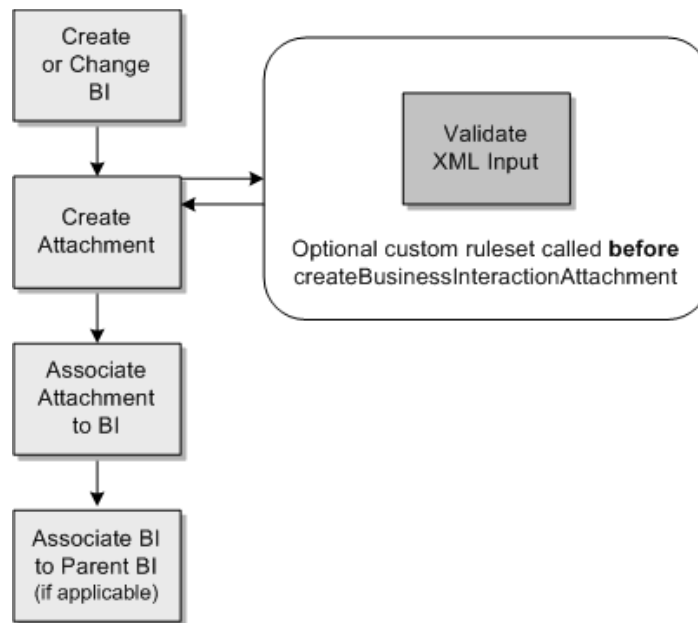 Create
or Change
BI
Validate
XML Input
Create
Attachment
Optional custom ruleset called before
createBusinessInteractionAttachment
Associate
Attachment
to BI
Associate BI
to Parent BI
(if applicable)